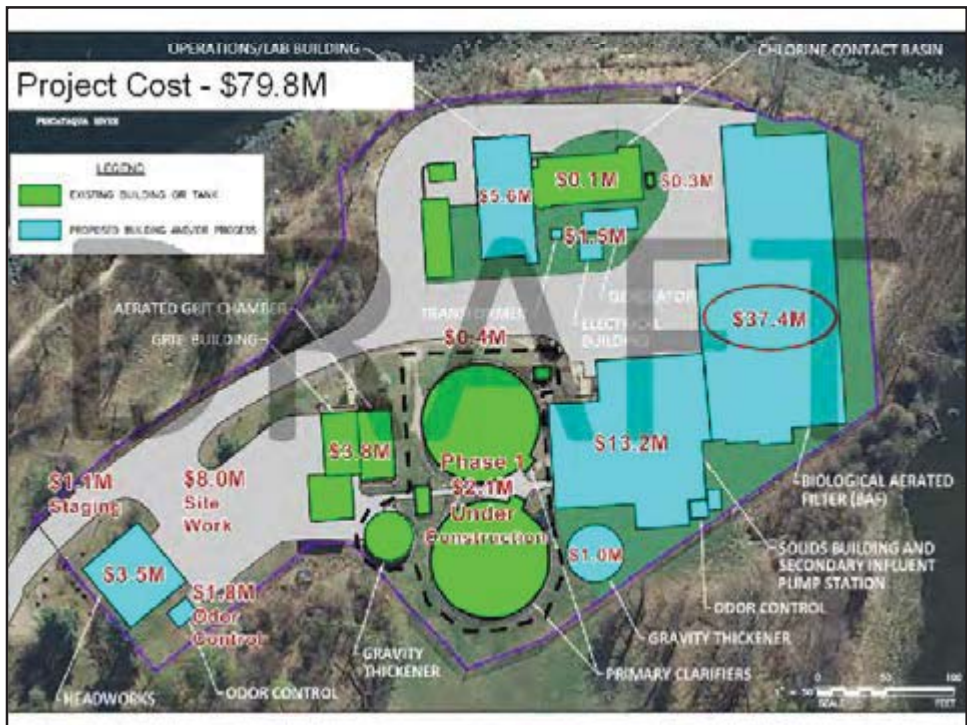 OPERATIONS/LAB BUILDING
CHLORINE CONTACT BASIN
Project Cost - $79.8M
PISCATAQUA RIVER
LEGEND
EXISTING BUILDING OR TANK
PROPOSED BUILDING AND/OR PROCESS
$5.6M
$0.1M
$0.3M
$1.5M
DRAFT
AERATED GRIT CHAMBER
GRIT BUILDING
TRANSFORMER
GENERATOR
ELECTRICAL
BUILDING
$0.4M
$37.4M
$3.8M
$13.2M
Phase 1
$2.1M
Under
Construction
$1.1M
Staging
$8.0M
Site
Work
BIOLOGICAL AERATED
FILTER (BAF)
SOLIDS BUILDING AND
SECONDARY INFLUENT
PUMP STATION
$3.5M
$1.8M
Odor
Control
$1.0M
ODOR CONTROL
GRAVITY THICKENER
GRAVITY
THICKENER
PRIMARY CLARIFIERS
HEADWORKS
ODOR CONTROL
1" = 50
0
50
100
SCALE
FEET